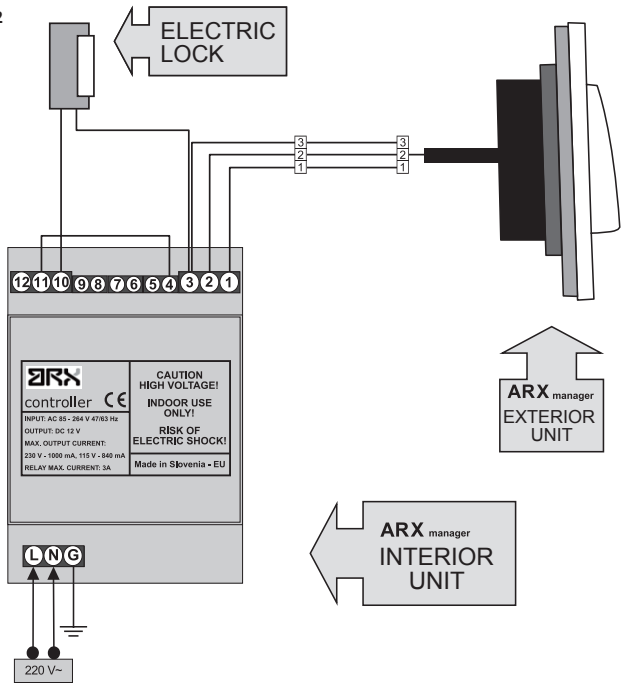 2
ELECTRIC
LOCK
3 3
2 2
1 1
12 11 10 9 8 7 6 5 4 3 2 1
ARX
controller CE
INPUT: AC 85 - 264 V 47/63 Hz
OUTPUT: DC 12 V
MAX. OUTPUT CURRENT:
230 V - 1000 mA, 115 V - 840 mA
RELAY MAX. CURRENT: 3A
CAUTION
HIGH VOLTAGE!
INDOOR USE
ONLY!
RISK OF
ELECTRIC SHOCK!
Made in Slovenia - EU
ARX manager
EXTERIOR
UNIT
ARX manager
INTERIOR
UNIT
L N G
220 V~